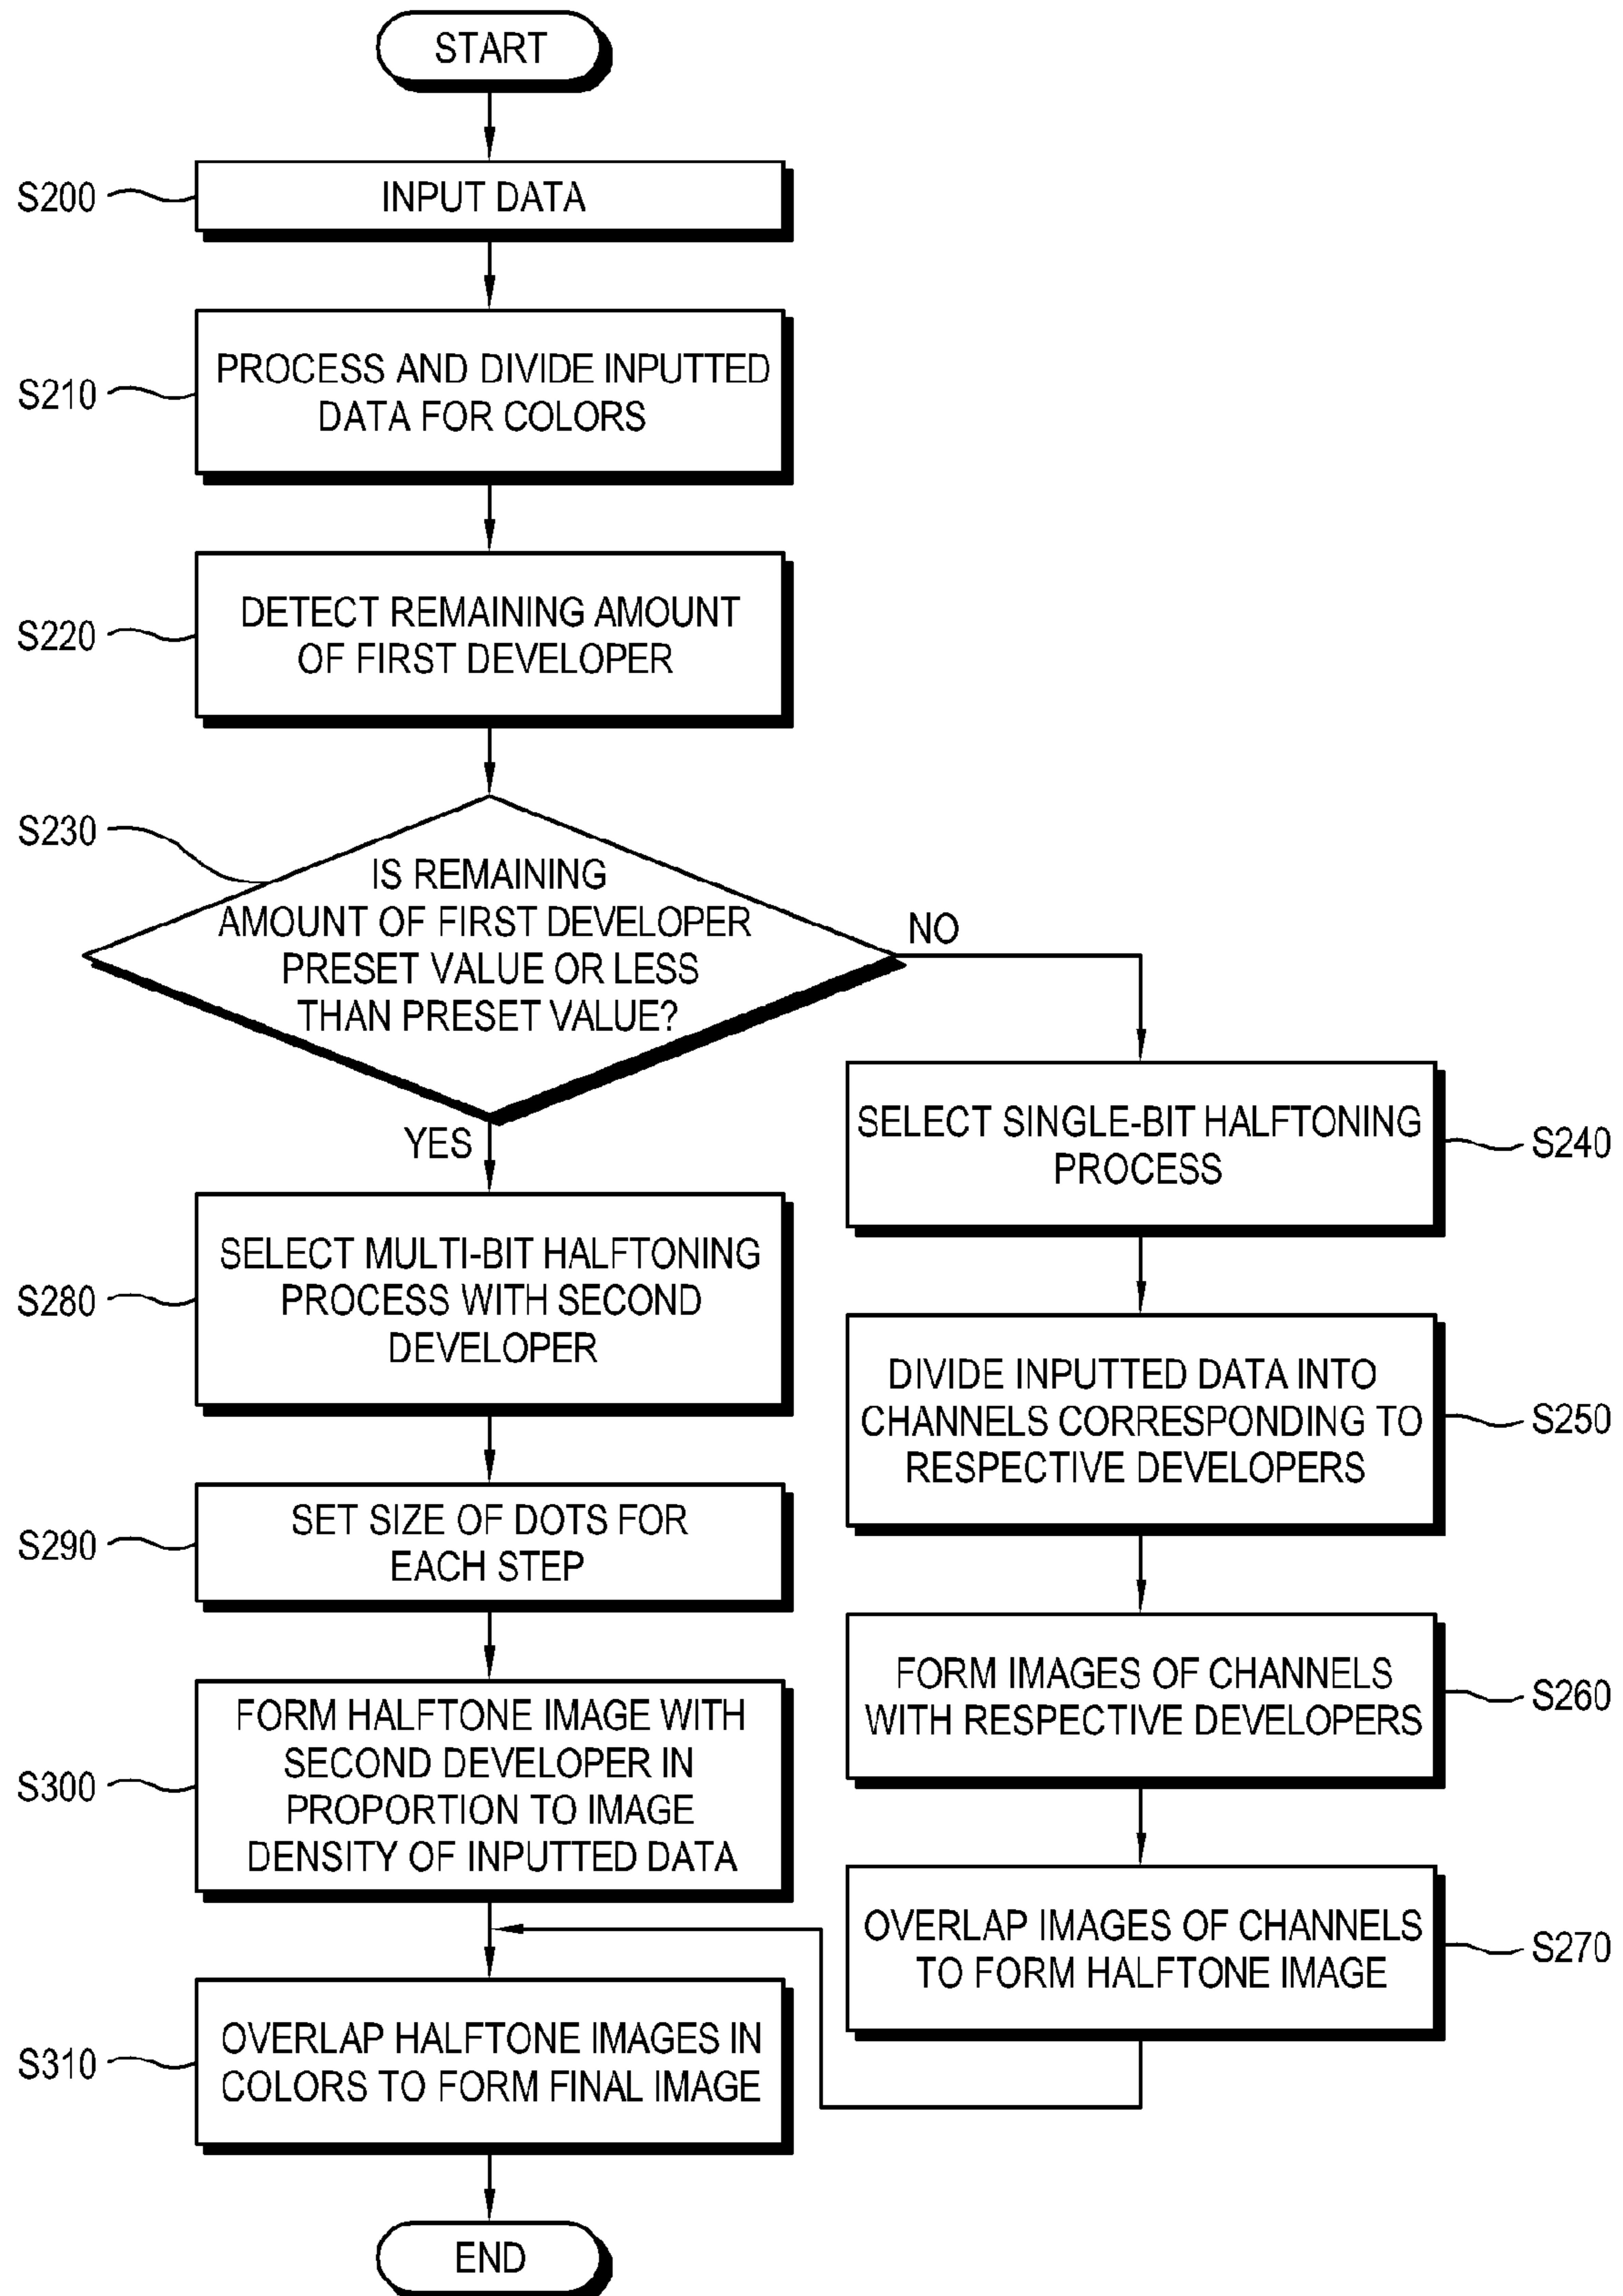 START
S200
INPUT DATA
S210
PROCESS AND DIVIDE INPUTTED
DATA FOR COLORS
S220
DETECT REMAINING AMOUNT
OF FIRST DEVELOPER
S230
IS REMAINING
AMOUNT OF FIRST DEVELOPER
PRESET VALUE OR LESS
THAN PRESET VALUE?
NO
YES
SELECT SINGLE-BIT HALFTONING
PROCESS
S240
DIVIDE INPUTTED DATA INTO
CHANNELS CORRESPONDING TO
RESPECTIVE DEVELOPERS
S250
FORM IMAGES OF CHANNELS
WITH RESPECTIVE DEVELOPERS
S260
OVERLAP IMAGES OF CHANNELS
TO FORM HALFTONE IMAGE
S270
S280
SELECT MULTI-BIT HALFTONING
PROCESS WITH SECOND
DEVELOPER
S290
SET SIZE OF DOTS FOR
EACH STEP
S300
FORM HALFTONE IMAGE WITH
SECOND DEVELOPER IN
PROPORTION TO IMAGE
DENSITY OF INPUTTED DATA
S310
OVERLAP HALFTONE IMAGES IN
COLORS TO FORM FINAL IMAGE
END